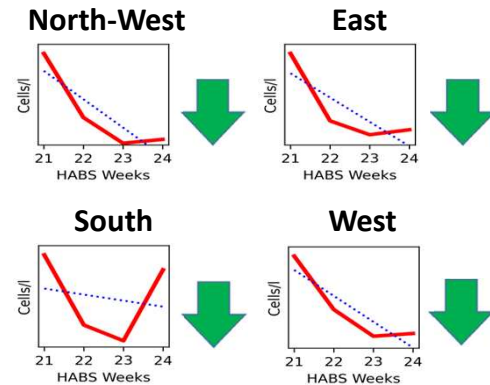 North-West
Cells/l
21 22 23 24
HABS Weeks
East
Cells/l
21 22 23 24
HABS Weeks
South
Cells/l
21 22 23 24
HABS Weeks
West
Cells/l
21 22 23 24
HABS Weeks